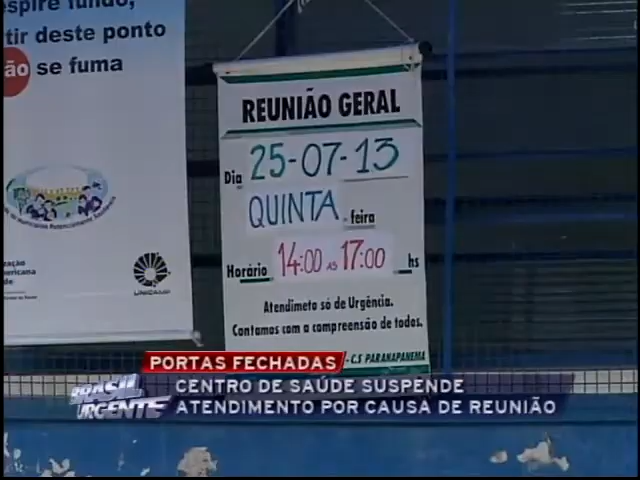 spire fundo,
tir deste ponto
ão se fuma
UNICAMP
REUNIÃO GERAL
Dia 25-07-13
QUINTA - feira
Horário 14:00 AS 17:00 hs
Atendimeto só de Urgência.
Contamos com a compreensão de todos.
- C.S PARANAPANEMA
PORTAS FECHADAS
BRASIL URGENTE
CENTRO DE SAÚDE SUSPENDE
ATENDIMENTO POR CAUSA DE REUNIÃO